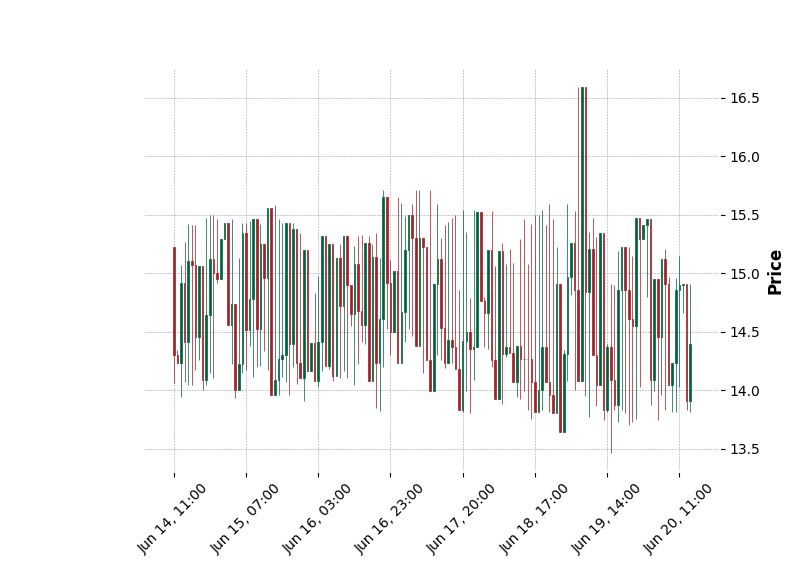 16.5
16.0
15.5
15.0
14.5
14.0
13.5
Price
Jun 14, 11:00
Jun 15, 07:00
Jun 16, 03:00
Jun 16, 23:00
Jun 17, 20:00
Jun 18, 17:00
Jun 19, 14:00
Jun 20, 11:00